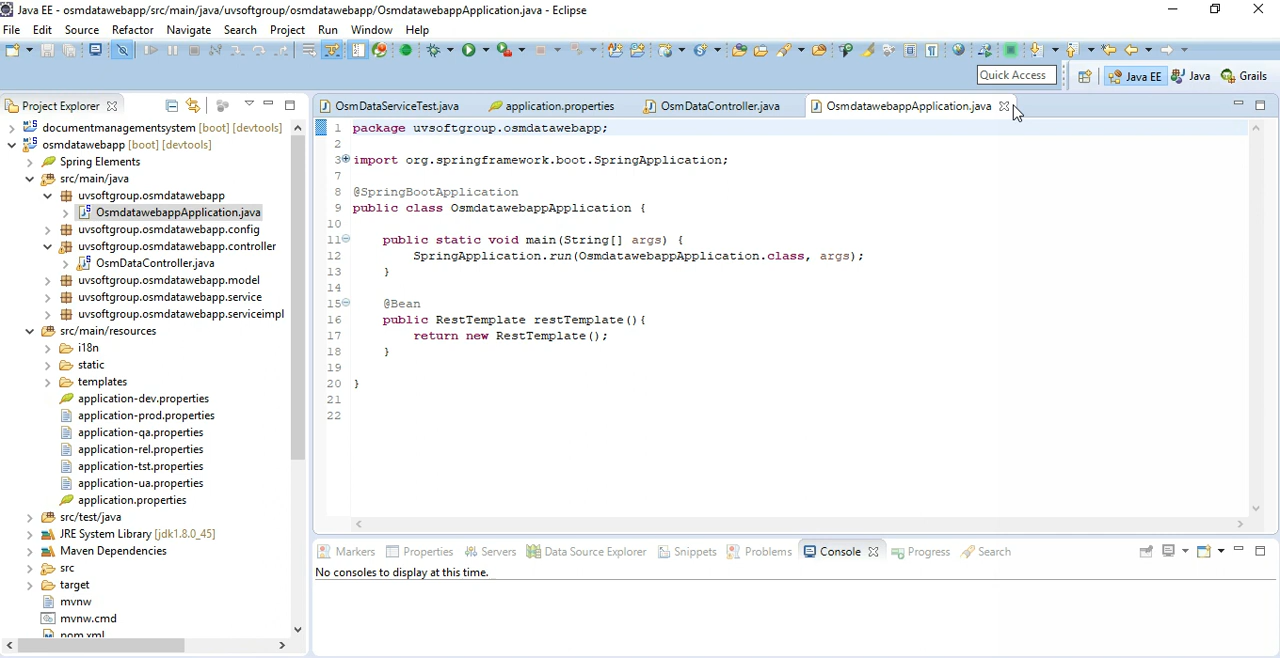 Java EE - osmdatawebapp/src/main/java/uvsoftgroup/osmdatawebapp/OsmdatawebappApplication.java - Eclipse
File Edit Source Refactor Navigate Search Project Run Window Help
Quick Access Java EE Java Grails
Project Explorer
documentmanagementsystem [boot] [devtools]
osmdatawebapp [boot] [devtools]
Spring Elements
src/main/java
uvsoftgroup.osmdatawebapp
OsmdatawebappApplication.java
uvsoftgroup.osmdatawebapp.config
uvsoftgroup.osmdatawebapp.controller
OsmDataController.java
uvsoftgroup.osmdatawebapp.model
uvsoftgroup.osmdatawebapp.service
uvsoftgroup.osmdatawebapp.serviceimpl
src/main/resources
i18n
static
templates
application-dev.properties
application-prod.properties
application-qa.properties
application-rel.properties
application-tst.properties
application-ua.properties
application.properties
src/test/java
JRE System Library [jdk1.8.0_45]
Maven Dependencies
src
target
mvnw
mvnw.cmd
pom.xml
OsmDataServiceTest.java application.properties OsmDataController.java OsmdatawebappApplication.java
1 package uvsoftgroup.osmdatawebapp;
2
3 import org.springframework.boot.SpringApplication;
7
8 @SpringBootApplication
9 public class OsmdatawebappApplication {
10
11 public static void main(String[] args) {
12 SpringApplication.run(OsmdatawebappApplication.class, args);
13 }
14
15 @Bean
16 public RestTemplate restTemplate(){
17 return new RestTemplate();
18 }
19
20 }
21
22
Markers Properties Servers Data Source Explorer Snippets Problems Console Progress Search
No consoles to display at this time.